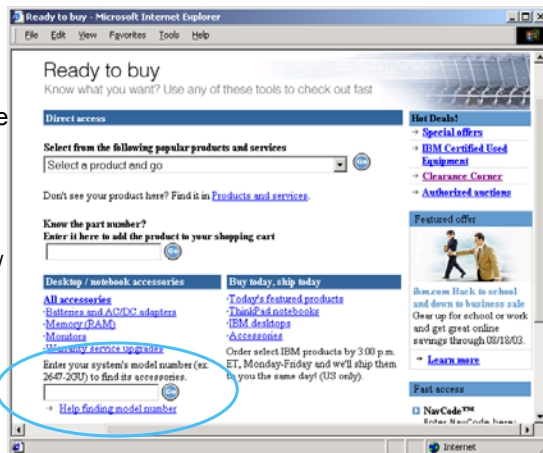 Ready to buy - Microsoft Internet Explorer
File Edit View Favorites Tools Help
Ready to buy
Know what you want? Use any of these tools to check out fast
Direct access
Select from the following popular products and services
Select a product and go
Go
Don't see your product here? Find it in Products and services.
Know the part number?
Enter it here to add the product to your shopping cart
Go
Desktop / notebook accessories
All accessories
·Batteries and AC/DC adapters
·Memory (RAM)
·Monitors
·Warranty service upgrades
Enter your system's model number (ex:
2647-2GU) to find its accessories.
Go
→ Help finding model number
Buy today, skip today
·Today's featured products
·ThinkPad notebooks
·IBM desktops
·Accessories
Order select IBM products by 3:00 p.m.
ET, Monday-Friday and we'll ship them
to you the same day! (US only).
Hot Deals!
→ Special offers
→ IBM Certified Used
Equipment
→ Clearance Corner
→ Authorized auctions
Featured offer
ibm.com Back to school
and down to business sale
Gear up for school or work
and get great online
savings through 08/18/03.
→ Learn more
Fast access
NavCode™
Enter NavCode here:
Internet